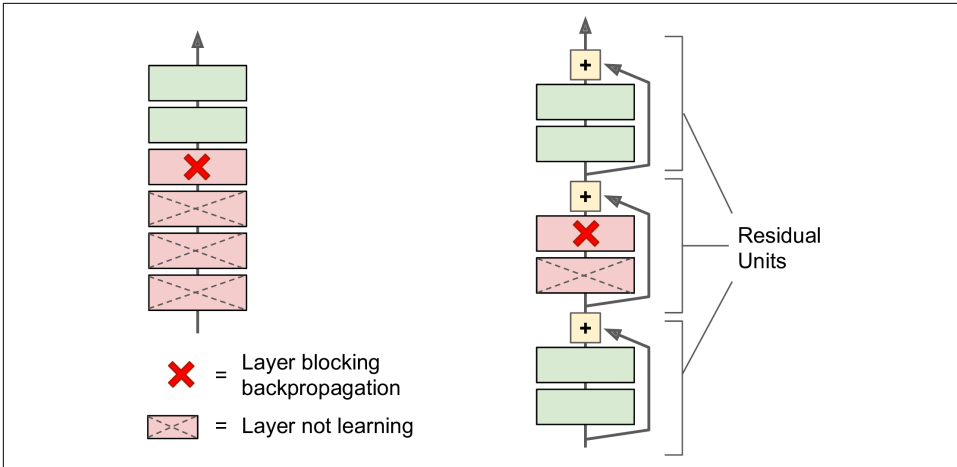 +
+
Residual
Units
+
= Layer blocking
backpropagation
= Layer not learning